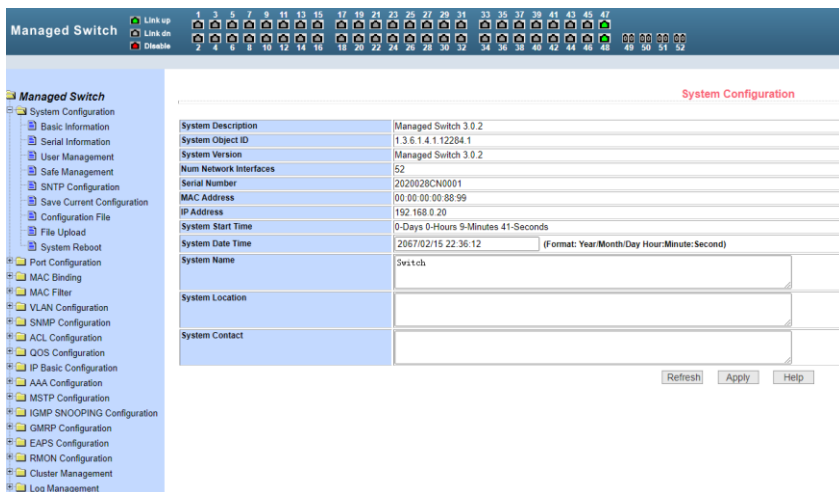 Managed Switch
Link up
Link dn
Disable
1 3 5 7 9 11 13 15 17 19 21 23 25 27 29 31 33 35 37 39 41 43 45 47
2 4 6 8 10 12 14 16 18 20 22 24 26 28 30 32 34 36 38 40 42 44 46 48 49 50 51 52
Managed Switch
System Configuration
Basic Information
Serial Information
User Management
Safe Management
SNTP Configuration
Save Current Configuration
Configuration File
File Upload
System Reboot
Port Configuration
MAC Binding
MAC Filter
VLAN Configuration
SNMP Configuration
ACL Configuration
QOS Configuration
IP Basic Configuration
AAA Configuration
MSTP Configuration
IGMP SNOOPING Configuration
GMRP Configuration
EAPS Configuration
RMON Configuration
Cluster Management
Log Management
System Configuration
System Description Managed Switch 3.0.2
System Object ID 1.3.6.1.4.1.12284.1
System Version Managed Switch 3.0.2
Num Network Interfaces 52
Serial Number 2020028CN0001
MAC Address 00:00:00:00:88:99
IP Address 192.168.0.20
System Start Time 0-Days 0-Hours 9-Minutes 41-Seconds
System Date Time 2067/02/15 22:36:12 (Format: Year/Month/Day Hour:Minute:Second)
System Name Switch
System Location
System Contact
Refresh Apply Help